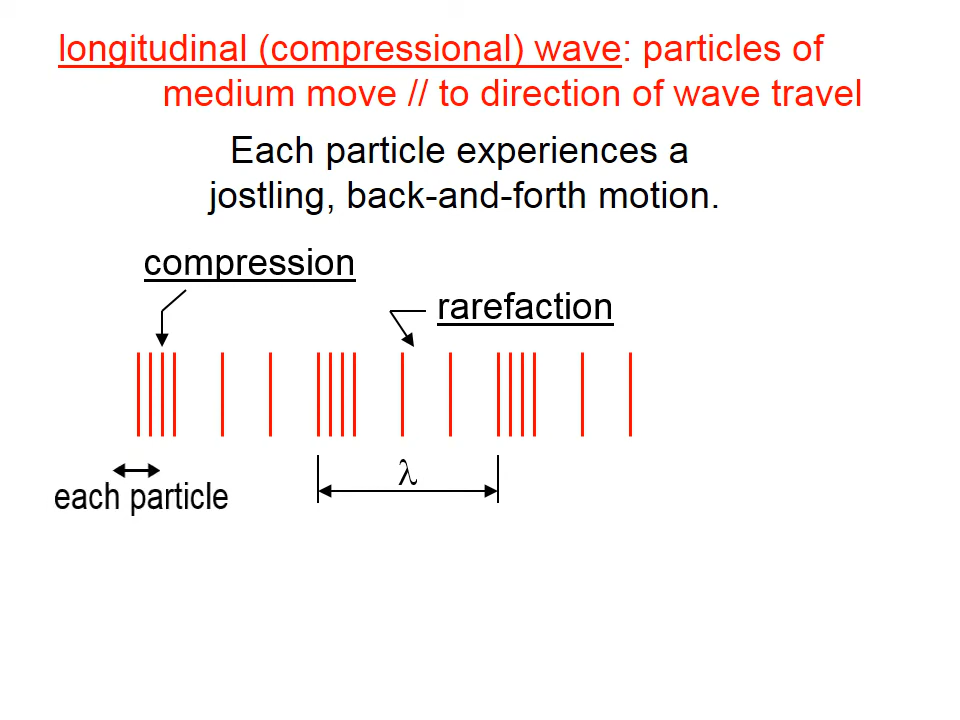 longitudinal (compressional) wave: particles of
medium move // to direction of wave travel
Each particle experiences a
jostling, back-and-forth motion.
compression
rarefaction
λ
each particle